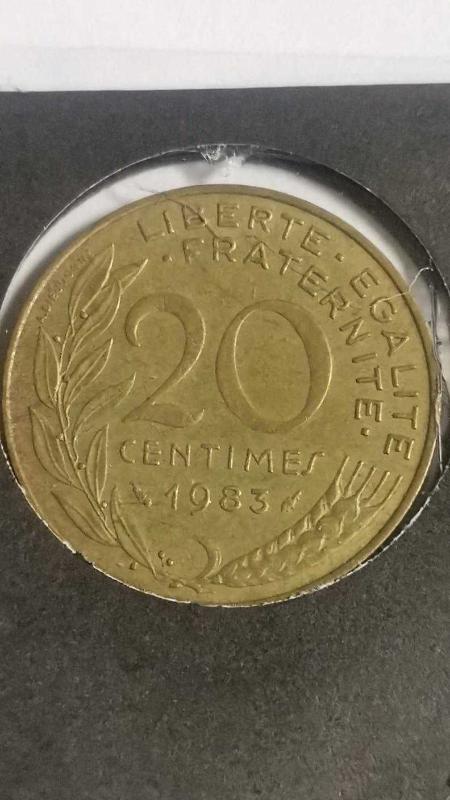 LIBERTE · EGALITE
· FRATERNITE ·
20
CENTIMES
1983